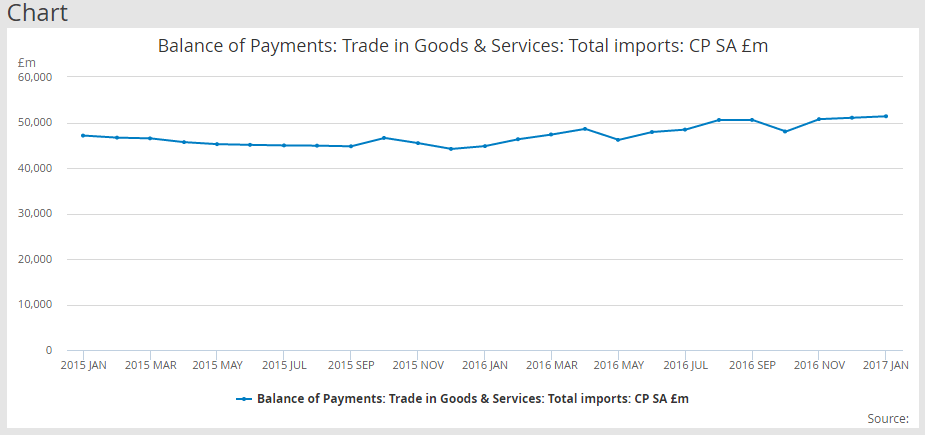 Chart
Balance of Payments: Trade in Goods & Services: Total imports: CP SA £m
£m
60,000
50,000
40,000
30,000
20,000
10,000
0
2015 JAN 2015 MAR 2015 MAY 2015 JUL 2015 SEP 2015 NOV 2016 JAN 2016 MAR 2016 MAY 2016 JUL 2016 SEP 2016 NOV 2017 JAN
Balance of Payments: Trade in Goods & Services: Total imports: CP SA £m
Source: